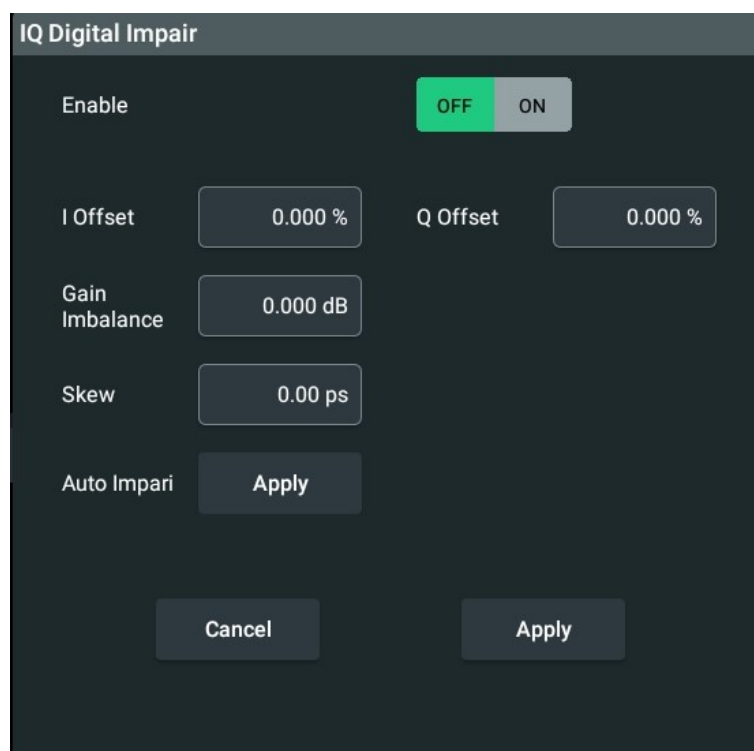 IQ Digital Impair
Enable OFF ON
I Offset 0.000 % Q Offset 0.000 %
Gain
Imbalance 0.000 dB
Skew 0.00 ps
Auto Impari Apply
Cancel Apply